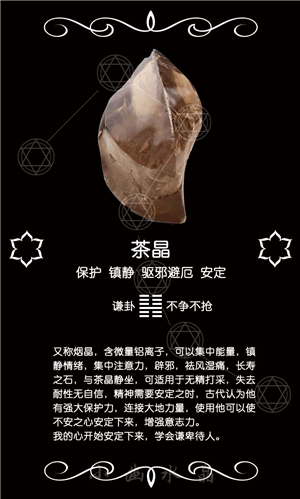 茶晶
保护 镇静 驱邪避厄 安定
谦卦 不争不抢
又称烟晶，含微量铝离子，可以集中能量，镇
静情绪，集中注意力，辟邪，祛风湿痛，长寿
之石，与茶晶静坐，可适用于无精打采，失去
耐性无自信，精神需要安定之时，古代认为他
有强大保护力，连接大地力量，使用他可以使
不安之心安定下来，增强意志力。
我的心开始安定下来，学会谦卑待人。